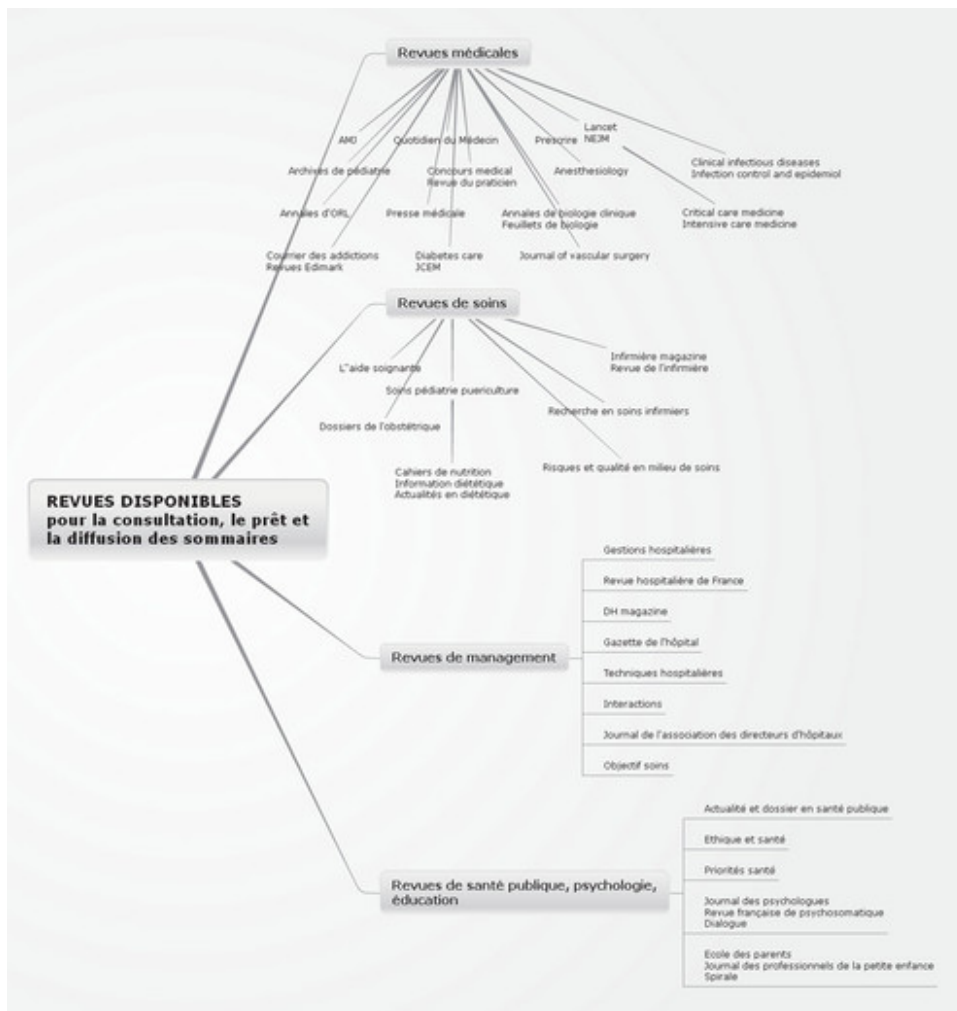 Revues médicales
AMJ
Quotidien du Médecin
Prescrire
Lancet
NEJM
Archives de pédiatrie
Concours medical
Revue du praticien
Anesthesiology
Clinical infectious diseases
Infection control and epidemiol
Annales d'ORL
Presse médicale
Annales de biologie clinique
Feuillets de biologie
Critical care medicine
Intensive care medicine
Courrier des addictions
Revues Edimark
Diabetes care
JCEM
Journal of vascular surgery
Revues de soins
L''aide soignante
Infirmière magazine
Revue de l'infirmière
Soins pédiatrie puericulture
Recherche en soins infirmiers
Dossiers de l'obstétrique
Cahiers de nutrition
Information diététique
Actualités en diététique
Risques et qualité en milieu de soins
REVUES DISPONIBLES
pour la consultation, le prêt et
la diffusion des sommaires
Revues de management
Gestions hospitalières
Revue hospitalière de France
DH magazine
Gazette de l'hôpital
Techniques hospitalières
Interactions
Journal de l'association des directeurs d'hôpitaux
Objectif soins
Revues de santé publique, psychologie,
éducation
Actualité et dossier en santé publique
Ethique et santé
Priorités santé
Journal des psychologues
Revue française de psychosomatique
Dialogue
Ecole des parents
Journal des professionnels de la petite enfance
Spirale